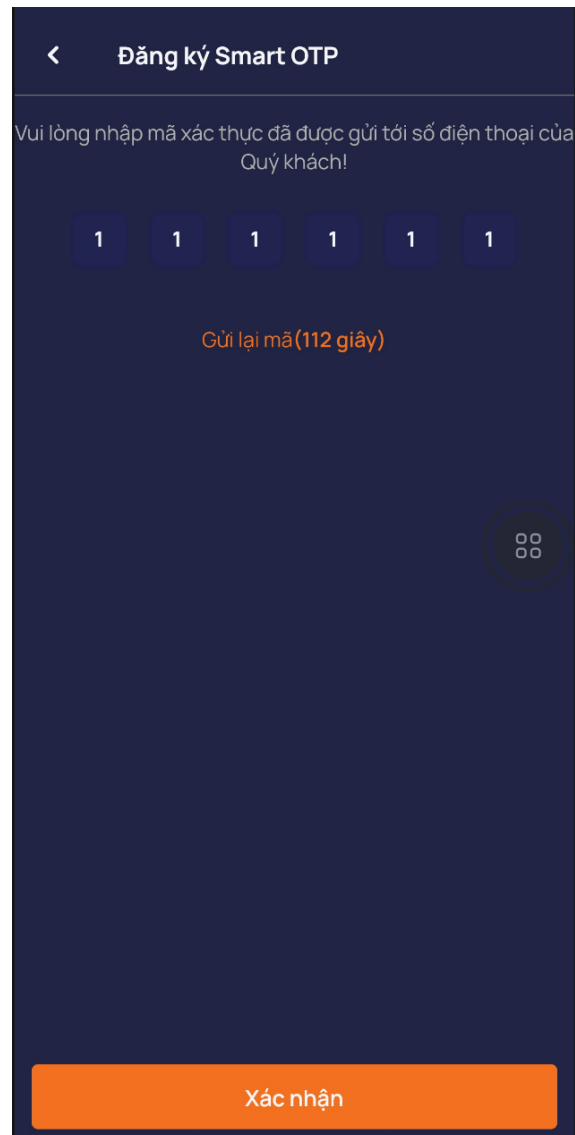 Đăng ký Smart OTP
Vui lòng nhập mã xác thực đã được gửi tới số điện thoại của
Quý khách!
1 1 1 1 1 1
Gửi lại mã(112 giây)
Xác nhận